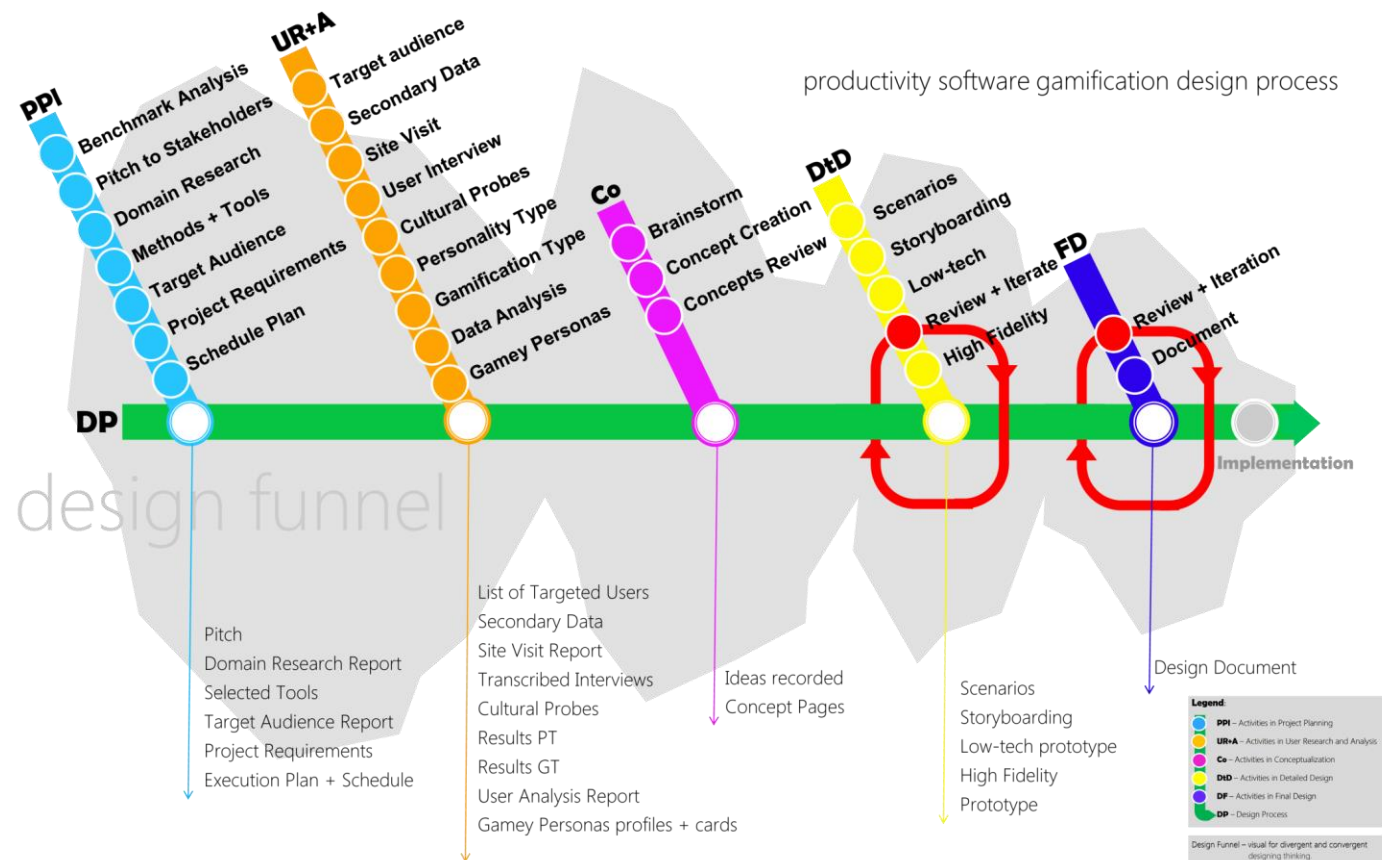 productivity software gamification design process
PPl
Benchmark Analysis
Pitch to Stakeholders
Domain Research
Methods + Tools
Target Audience
Project Requirements
Schedule Plan
UR+A
Target audience
Secondary Data
Site Visit
User Interview
Cultural Probes
Personality Type
Gamification Type
Data Analysis
Gamey Personas
Co
Brainstorm
Concept Creation
Concepts Review
DtD
Scenarios
Storyboarding
Low-tech
Review + Iterate
High Fidelity
FD
Review + Iteration
Document
DP
Implementation
design funnel
Pitch
Domain Research Report
Selected Tools
Target Audience Report
Project Requirements
Execution Plan + Schedule
List of Targeted Users
Secondary Data
Site Visit Report
Transcribed Interviews
Cultural Probes
Results PT
Results GT
User Analysis Report
Gamey Personas profiles + cards
Ideas recorded
Concept Pages
Scenarios
Storyboarding
Low-tech prototype
High Fidelity
Prototype
Design Document
Legend:
PPl – Activities in Project Planning
UR+A – Activities in User Research and Analysis
Co – Activities in Conceptualization
DtD – Activities in Detailed Design
DF – Activities in Final Design
DP – Design Process
Design Funnel – visual for divergent and convergent
designing thinking.